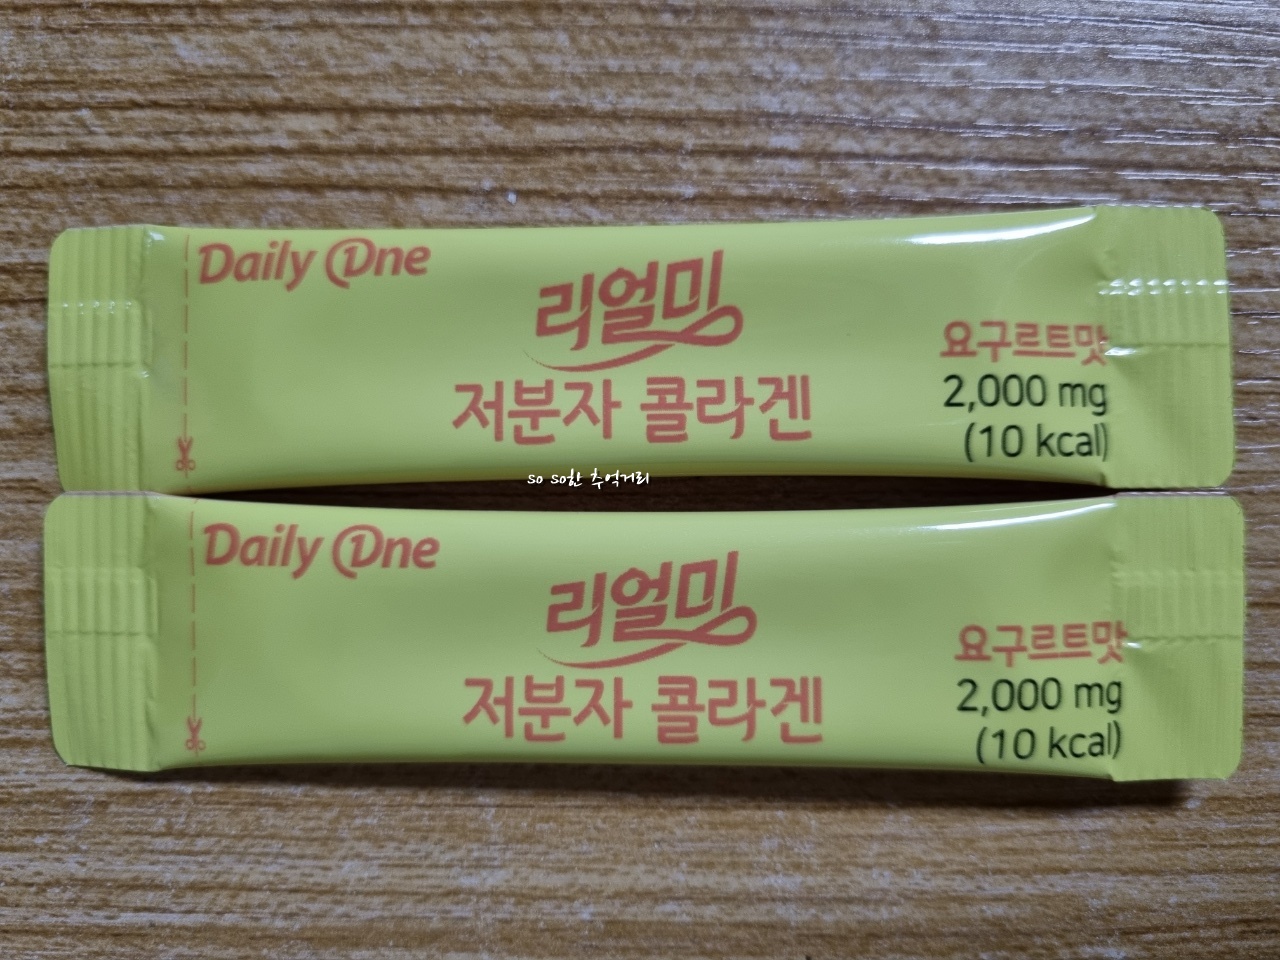 Daily One
리얼미
저분자 콜라겐
요구르트맛
2,000 mg
(10 kcal)
so so한 추억거리
Daily One
리얼미
저분자 콜라겐
요구르트맛
2,000 mg
(10 kcal)